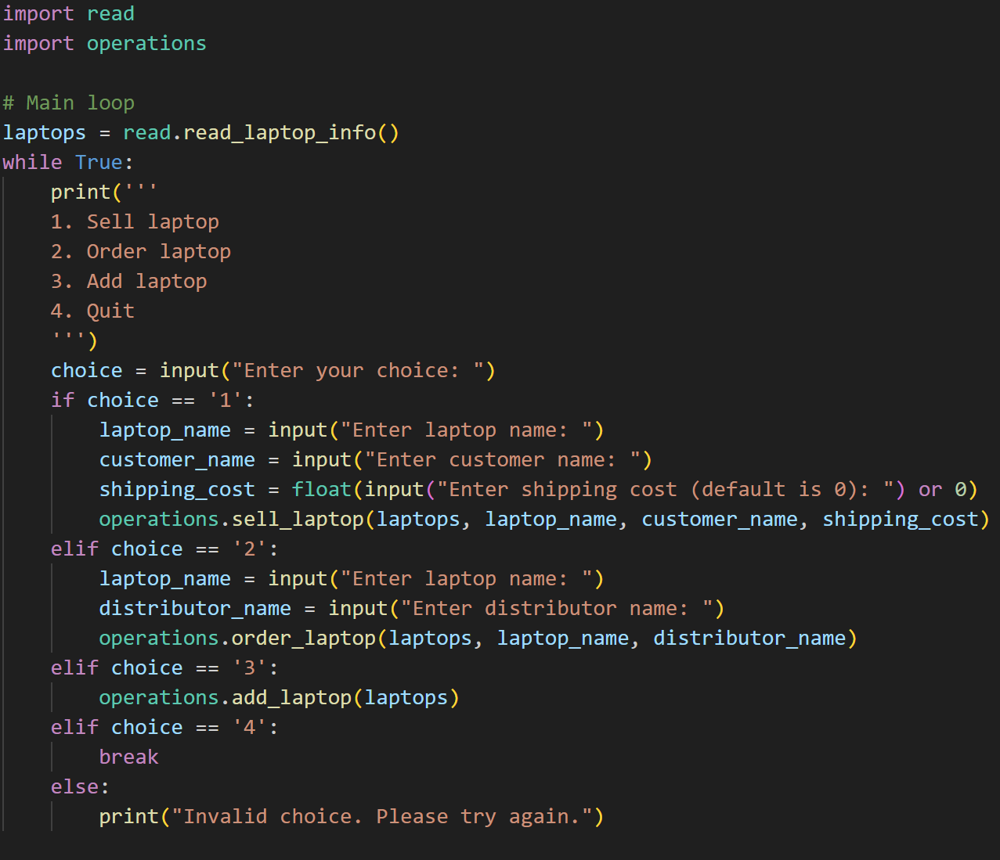 import read
import operations

# Main loop
laptops = read.read_laptop_info()
while True:
    print('''
    1. Sell laptop
    2. Order laptop
    3. Add laptop
    4. Quit
    ''')
    choice = input("Enter your choice: ")
    if choice == '1':
        laptop_name = input("Enter laptop name: ")
        customer_name = input("Enter customer name: ")
        shipping_cost = float(input("Enter shipping cost (default is 0): ") or 0)
        operations.sell_laptop(laptops, laptop_name, customer_name, shipping_cost)
    elif choice == '2':
        laptop_name = input("Enter laptop name: ")
        distributor_name = input("Enter distributor name: ")
        operations.order_laptop(laptops, laptop_name, distributor_name)
    elif choice == '3':
        operations.add_laptop(laptops)
    elif choice == '4':
        break
    else:
        print("Invalid choice. Please try again.")